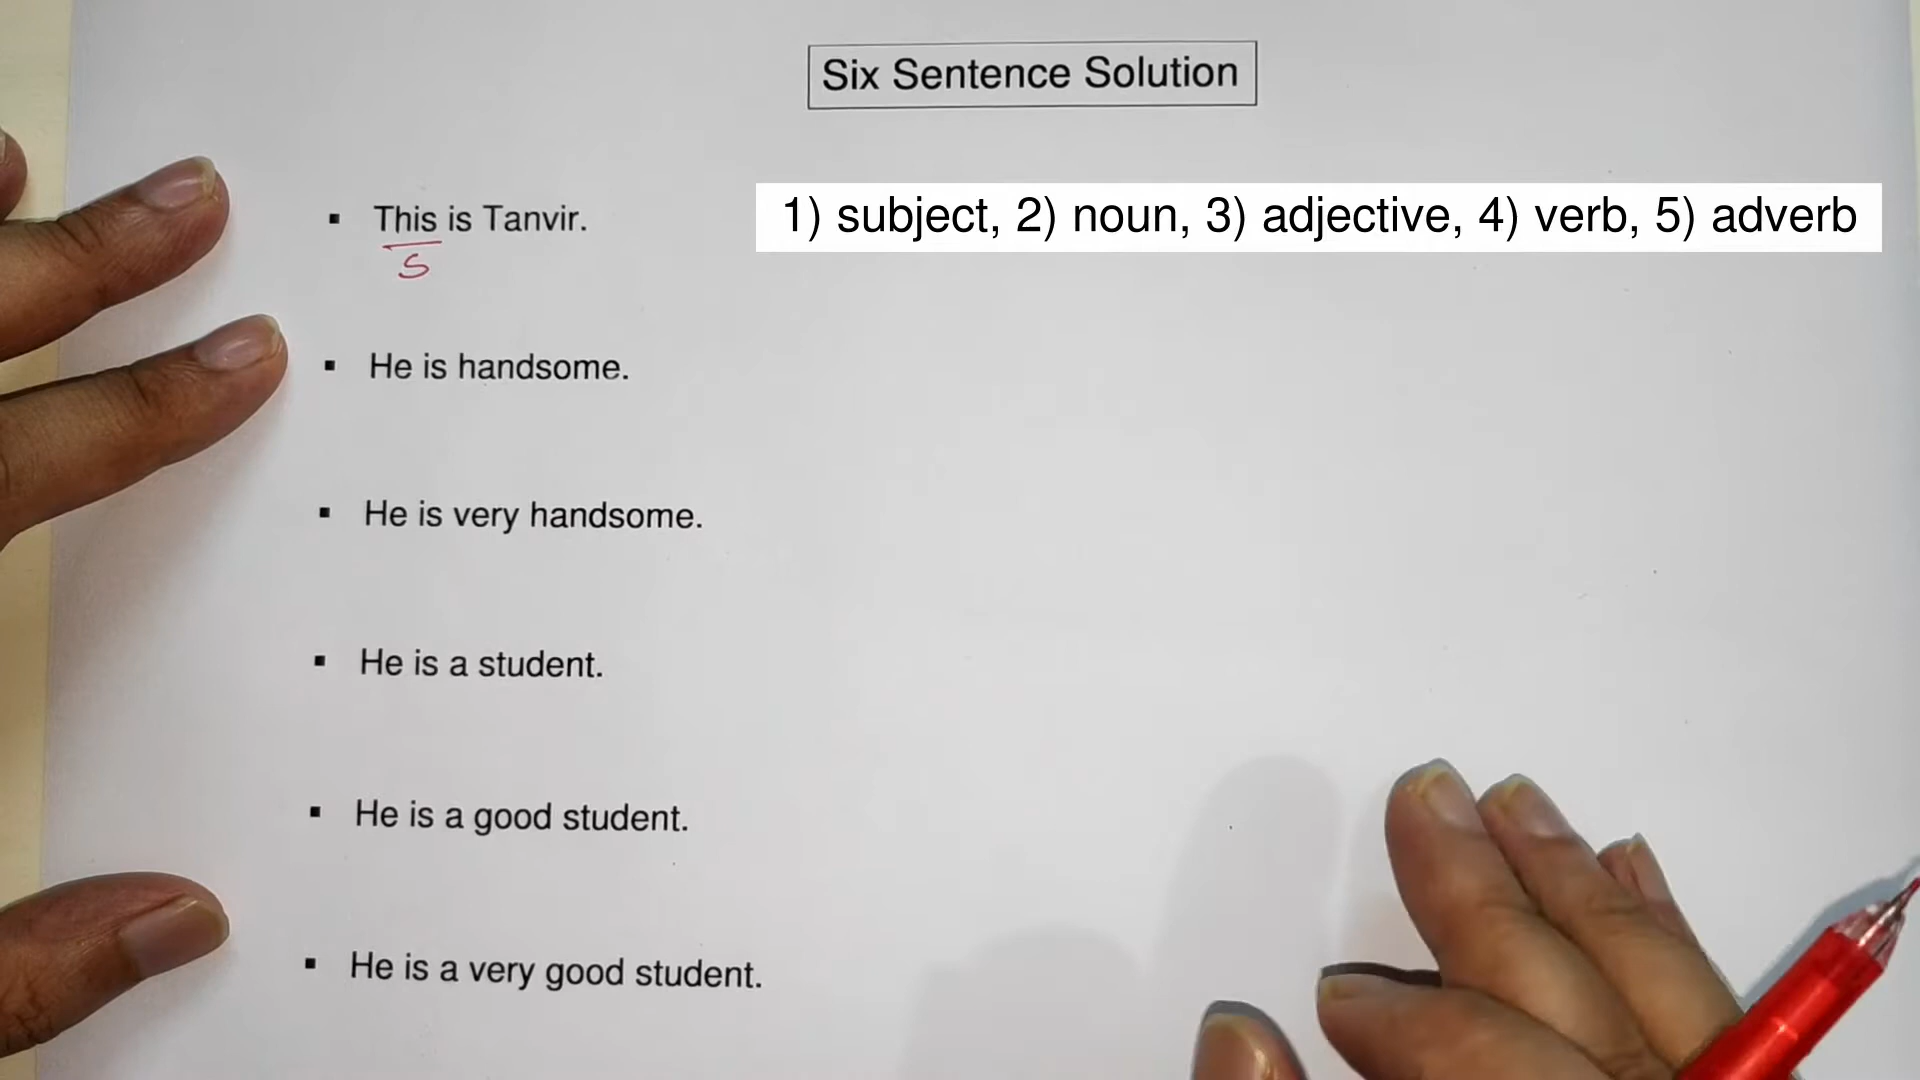 Six Sentence Solution
▪ This is Tanvir. 1) subject, 2) noun, 3) adjective, 4) verb, 5) adverb
S
▪ He is handsome.
▪ He is very handsome.
▪ He is a student.
▪ He is a good student.
▪ He is a very good student.